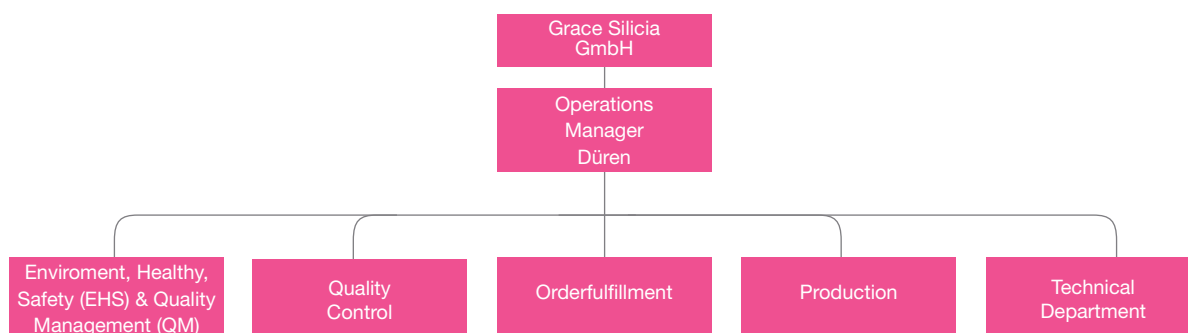 Grace Silicia
GmbH
Operations
Manager
Düren
Enviroment, Healthy,
Safety (EHS) & Quality
Management (QM)
Quality
Control
Orderfulfillment
Production
Technical
Department